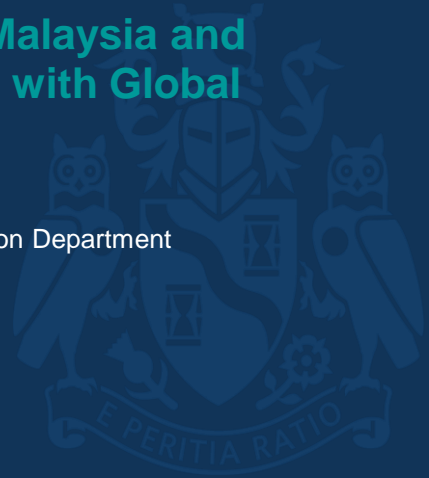 Malaysia and
with Global
on Department
E PERITIA RATIO